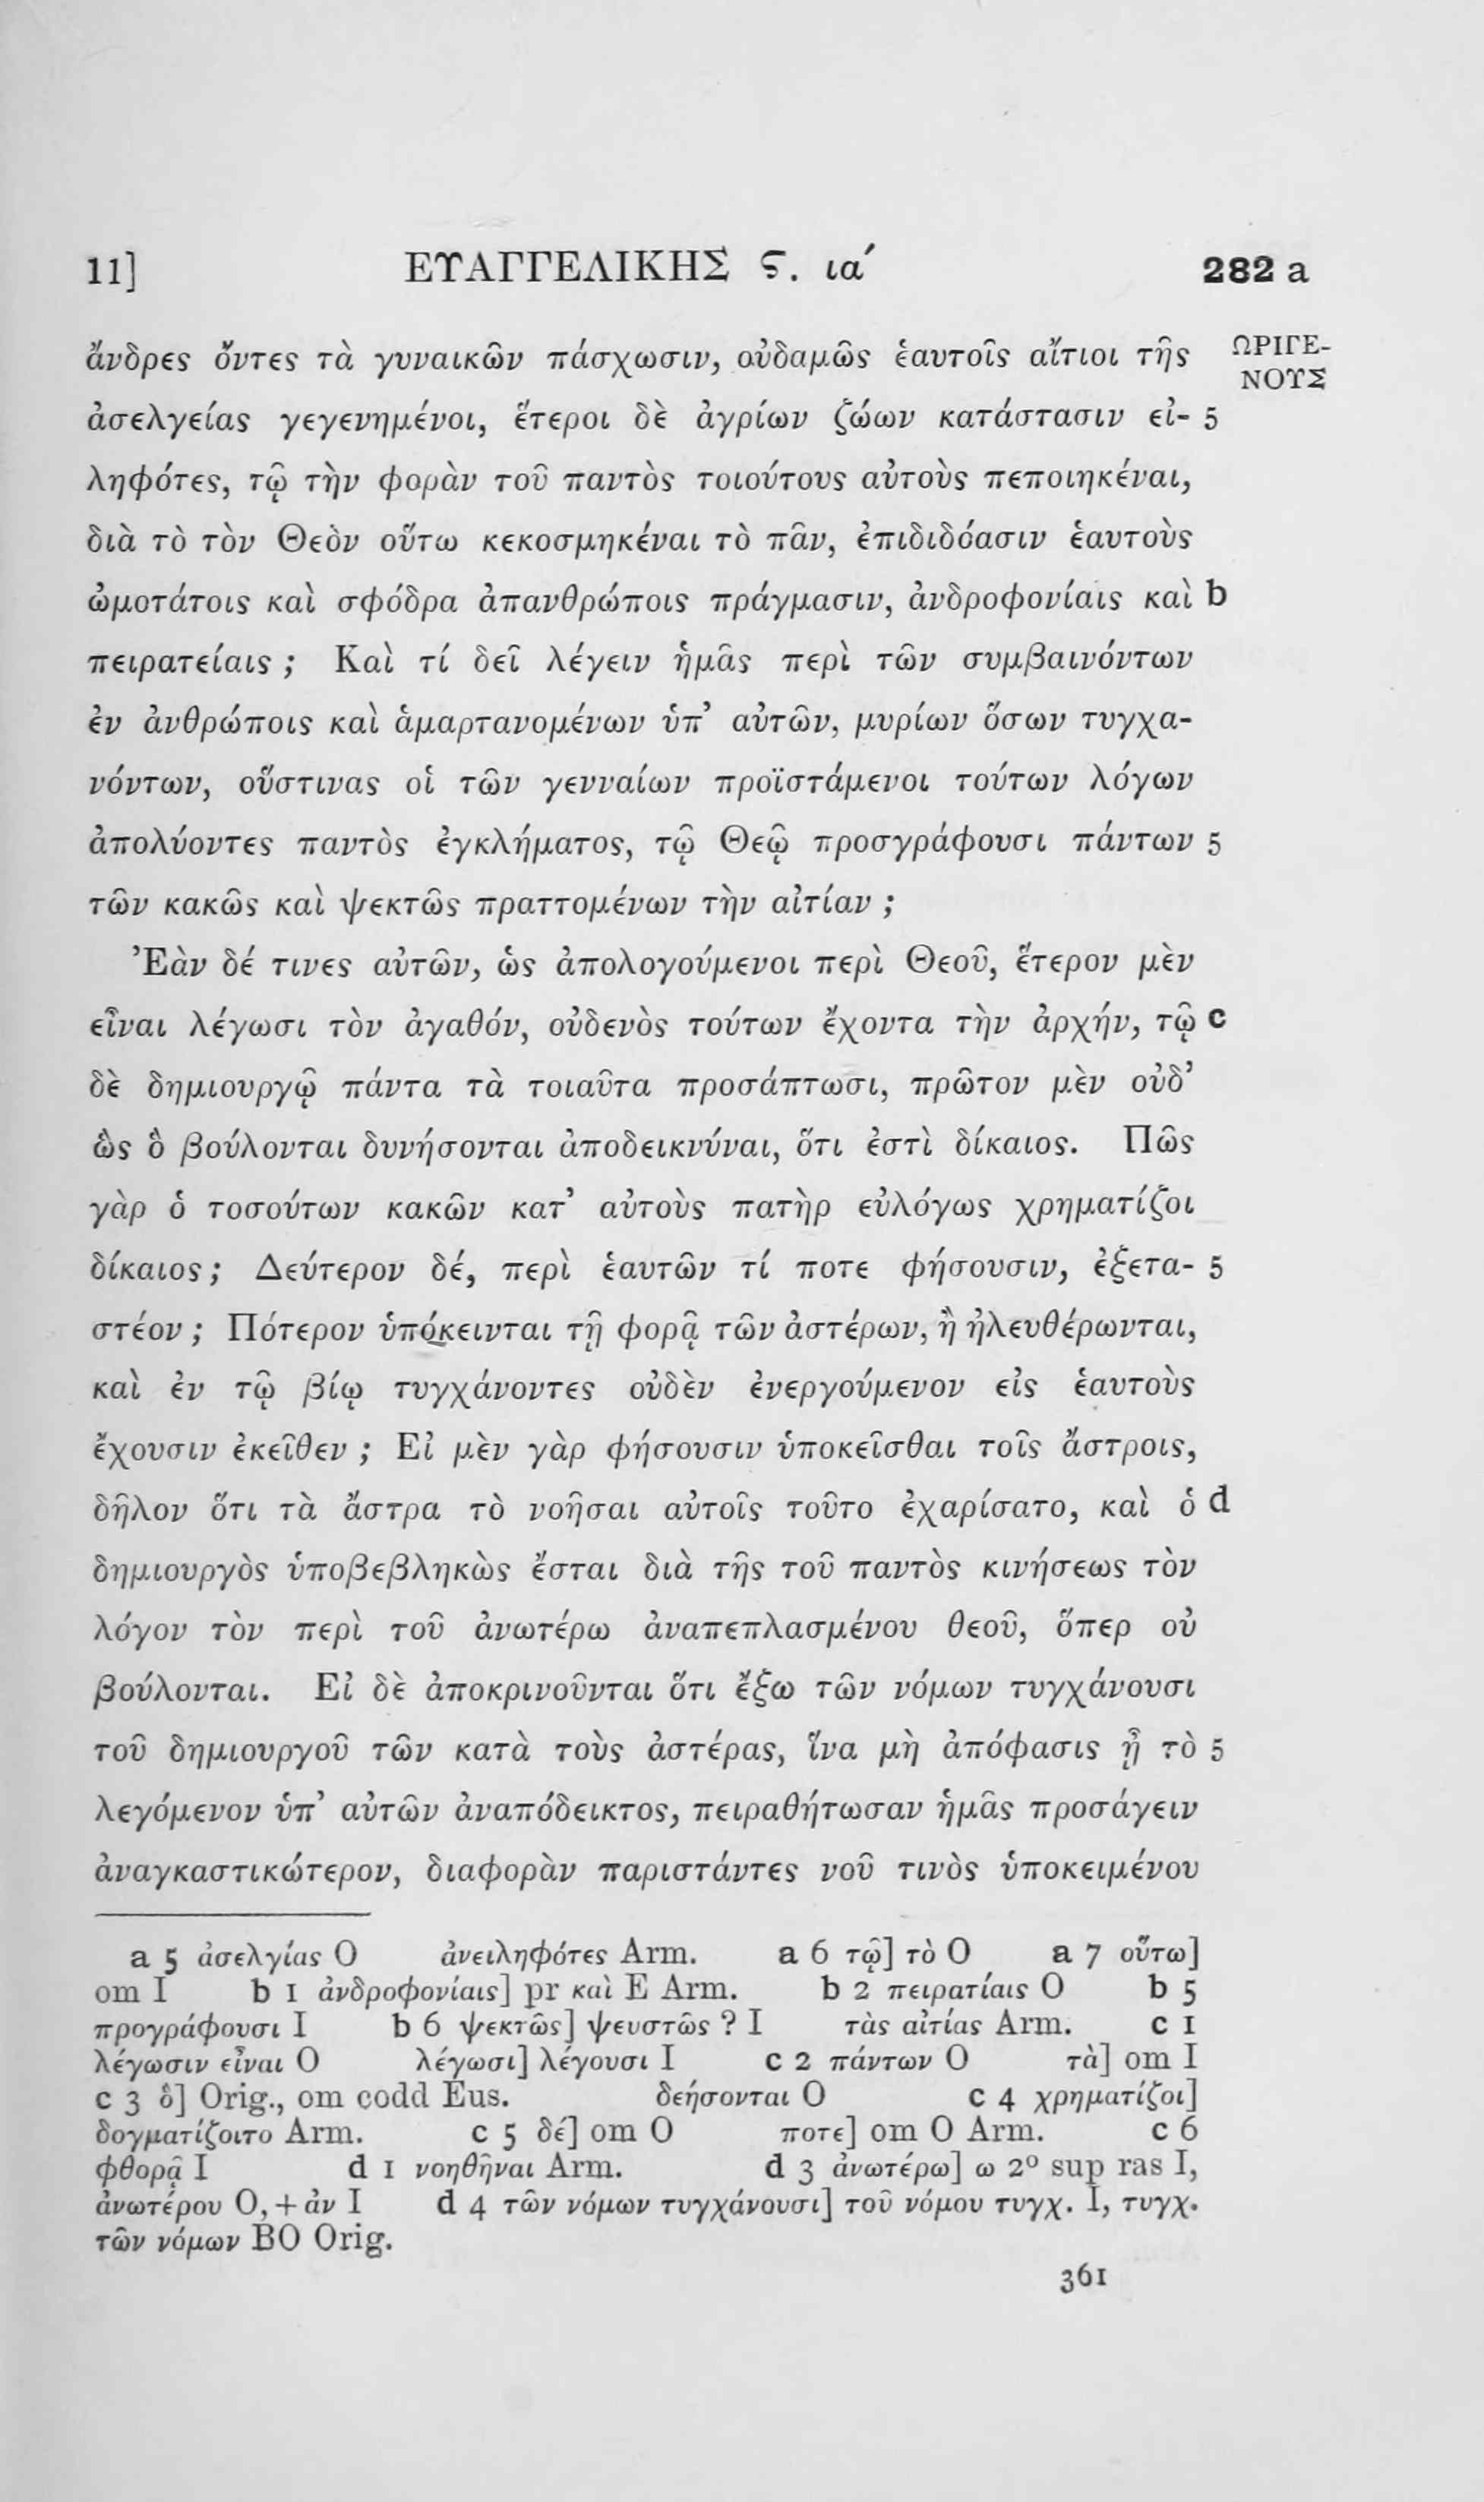 11] ΕΥΑΓΓΕΛΙΚΗΣ ϛ. ια′ 282 a
ἄνδρες ὄντες τὰ γυναικῶν πάσχωσιν, οὐδαμῶς ἑαυτοῖς αἴτιοι τῆς ΩΡΙΓΕ-
ΝΟΥΣ
ἀσελγείας γεγενημένοι, ἕτεροι δὲ ἀγρίων ζώων κατάστασιν εἰ- 5
ληφότες, τῷ τὴν φορὰν τοῦ παντὸς τοιούτους αὐτοὺς πεποιηκέναι,
διὰ τὸ τὸν Θεὸν οὕτω κεκοσμηκέναι τὸ πᾶν, ἐπιδιδόασιν ἑαυτοὺς
ὠμοτάτοις καὶ σφόδρα ἀπανθρώποις πράγμασιν, ἀνδροφονίαις καὶ b
πειρατείαις ; Καὶ τί δεῖ λέγειν ἡμᾶς περὶ τῶν συμβαινόντων
ἐν ἀνθρώποις καὶ ἁμαρτανομένων ὑπ’ αὐτῶν, μυρίων ὅσων τυγχα-
νόντων, οὕστινας οἱ τῶν γενναίων προϊστάμενοι τούτων λόγων
ἀπολύοντες παντὸς ἐγκλήματος, τῷ Θεῷ προσγράφουσι πάντων 5
τῶν κακῶς καὶ ψεκτῶς πραττομένων τὴν αἰτίαν ;
Ἐὰν δέ τινες αὐτῶν, ὡς ἀπολογούμενοι περὶ Θεοῦ, ἕτερον μὲν
εἶναι λέγωσι τὸν ἀγαθόν, οὐδενὸς τούτων ἔχοντα τὴν ἀρχήν, τῷ c
δὲ δημιουργῷ πάντα τὰ τοιαῦτα προσάπτωσι, πρῶτον μὲν οὐδ’
ὣς ὃ βούλονται δυνήσονται ἀποδεικνύναι, ὅτι ἐστὶ δίκαιος. Πῶς
γὰρ ὁ τοσούτων κακῶν κατ’ αὐτοὺς πατὴρ εὐλόγως χρηματίζοι
δίκαιος; Δεύτερον δέ, περὶ ἑαυτῶν τί ποτε φήσουσιν, ἐξετα- 5
στέον ; Πότερον ὑπόκεινται τῇ φορᾷ τῶν ἀστέρων, ἢ ἠλευθέρωνται,
καὶ ἐν τῷ βίῳ τυγχάνοντες οὐδὲν ἐνεργούμενον εἰς ἑαυτοὺς
ἔχουσιν ἐκεῖθεν ; Εἰ μὲν γὰρ φήσουσιν ὑποκεῖσθαι τοῖς ἄστροις,
δῆλον ὅτι τὰ ἄστρα τὸ νοῆσαι αὐτοῖς τοῦτο ἐχαρίσατο, καὶ ὁ d
δημιουργὸς ὑποβεβληκὼς ἔσται διὰ τῆς τοῦ παντὸς κινήσεως τὸν
λόγον τὸν περὶ τοῦ ἀνωτέρω ἀναπεπλασμένου θεοῦ, ὅπερ οὐ
βούλονται. Εἰ δὲ ἀποκρινοῦνται ὅτι ἔξω τῶν νόμων τυγχάνουσι
τοῦ δημιουργοῦ τῶν κατὰ τοὺς ἀστέρας, ἵνα μὴ ἀπόφασις ᾖ τὸ 5
λεγόμενον ὑπ’ αὐτῶν ἀναπόδεικτος, πειραθήτωσαν ἡμᾶς προσάγειν
ἀναγκαστικώτερον, διαφορὰν παριστάντες νοῦ τινὸς ὑποκειμένου
a 5 ἀσελγίας O ἀνειληφότες Arm. a 6 τῷ] τὸ O a 7 οὕτω]
om I b 1 ἀνδροφονίαις] pr καὶ E Arm. b 2 πειρατίαις O b 5
προγράφουσι I b 6 ψεκτῶς] ψευστῶς ? I τὰς αἰτίας Arm. c 1
λέγωσιν εἶναι O λέγωσι] λέγουσι I c 2 πάντων O τὰ] om I
c 3 ὃ] Orig., om codd Eus. δεήσονται O c 4 χρηματίζοι]
δογματίζοιτο Arm. c 5 δέ] om O ποτε] om O Arm. c 6
φθορᾷ I d 1 νοηθῆναι Arm. d 3 ἀνωτέρω] ω 2º sup ras I,
ἀνωτέρου O, + ἀν I d 4 τῶν νόμων τυγχάνουσι] τοῦ νόμου τυγχ. I, τυγχ.
τῶν νόμων BO Orig.
361